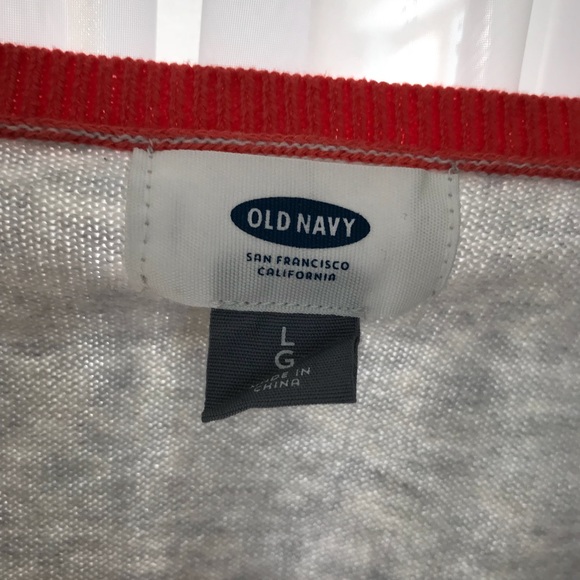 OLD NAVY
SAN FRANCISCO
CALIFORNIA
L
G
MADE IN
CHINA